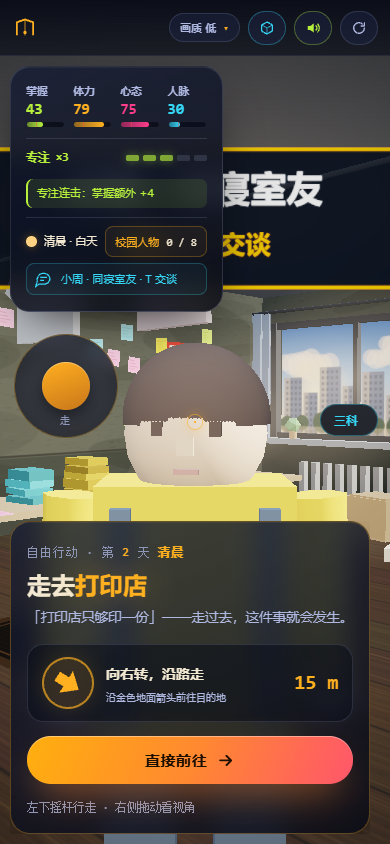 画质 低
掌握 体力 心态 人脉
43 79 75 30
专注 x3
专注连击：掌握额外 +4
清晨 · 白天
校园人物 0 / 8
小周 · 同寝室友 · T 交谈
寝室友
交谈
走
三科
自由行动 · 第 2 天 清晨
走去打印店
「打印店只够印一份」——走过去，这件事就会发生。
向右转，沿路走
沿金色地面箭头前往目的地
15 m
直接前往 →
左下摇杆行走 · 右侧拖动看视角